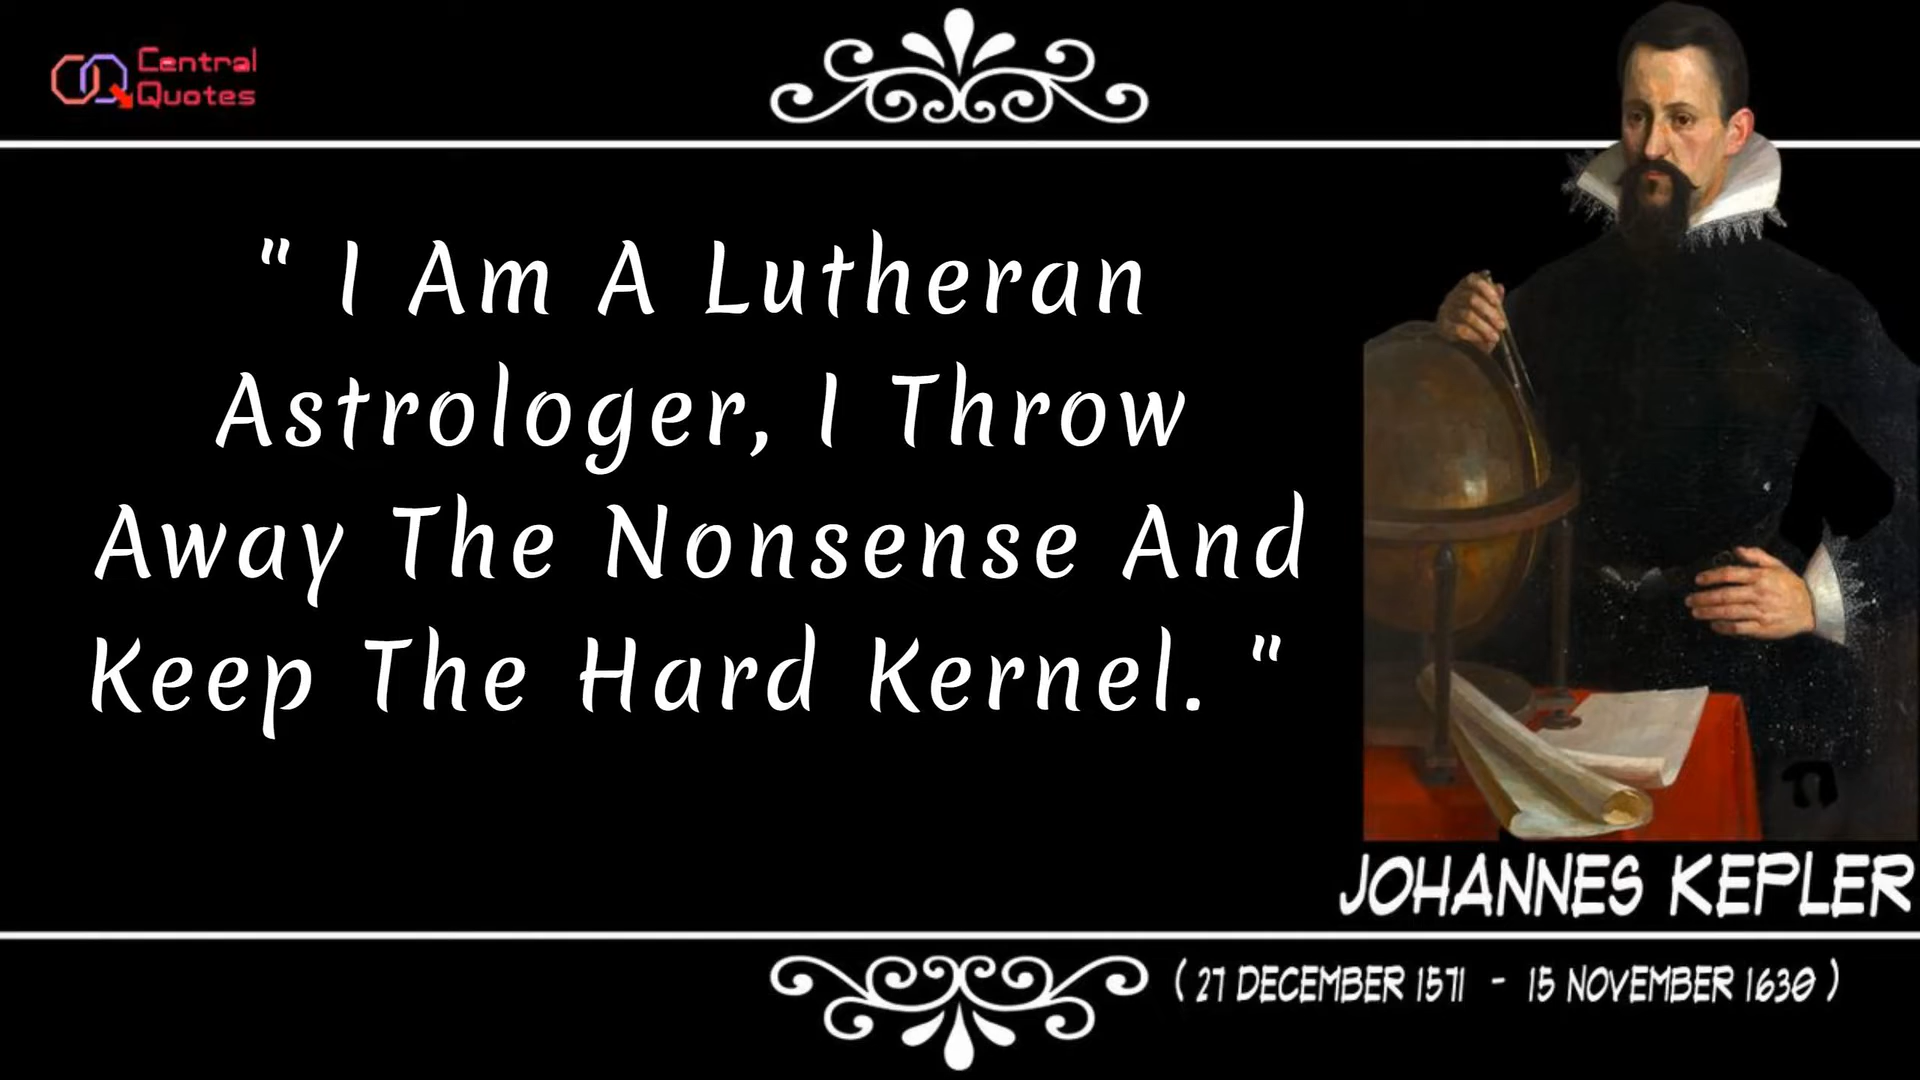 Central
Quotes
" I Am A Lutheran
Astrologer, I Throw
Away The Nonsense And
Keep The Hard Kernel. "
JOHANNES KEPLER
( 27 DECEMBER 1571 - 15 NOVEMBER 1630 )